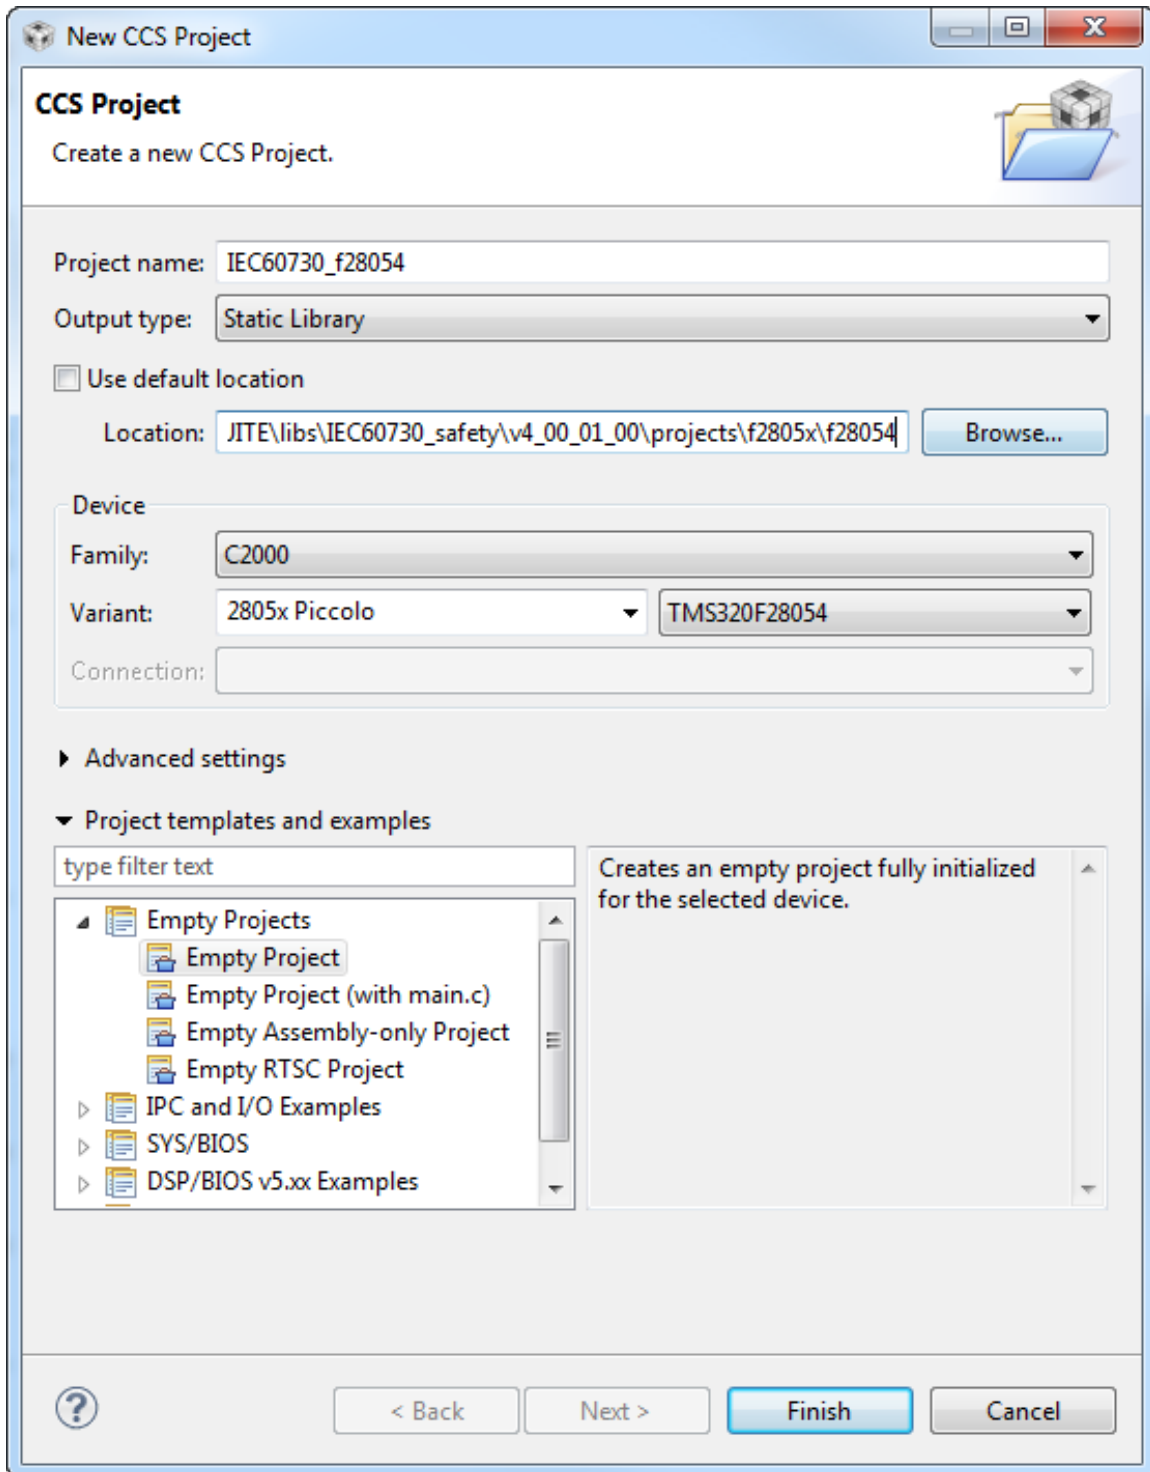 New CCS Project
CCS Project
Create a new CCS Project.
Project name: IEC60730_f28054
Output type: Static Library
Use default location
Location: JITE\libs\IEC60730_safety\v4_00_01_00\projects\f2805x\f28054 Browse...
Device
Family: C2000
Variant: 2805x Piccolo TMS320F28054
Connection:
Advanced settings
Project templates and examples
type filter text
Creates an empty project fully initialized
for the selected device.
Empty Projects
Empty Project
Empty Project (with main.c)
Empty Assembly-only Project
Empty RTSC Project
IPC and I/O Examples
SYS/BIOS
DSP/BIOS v5.xx Examples
? < Back Next > Finish Cancel